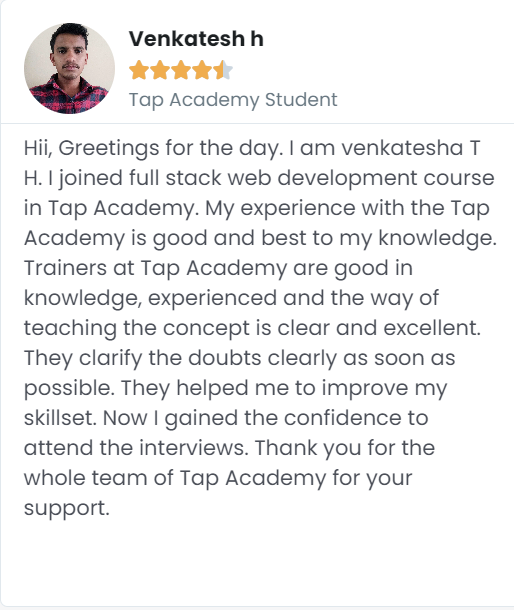 Venkatesh h
Tap Academy Student
Hii, Greetings for the day. I am venkatesha T
H. I joined full stack web development course
in Tap Academy. My experience with the Tap
Academy is good and best to my knowledge.
Trainers at Tap Academy are good in
knowledge, experienced and the way of
teaching the concept is clear and excellent.
They clarify the doubts clearly as soon as
possible. They helped me to improve my
skillset. Now I gained the confidence to
attend the interviews. Thank you for the
whole team of Tap Academy for your
support.